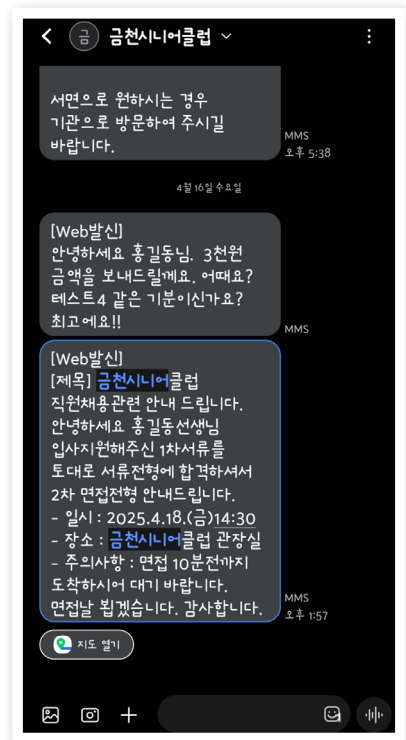 금 금천시니어클럽
서면으로 원하시는 경우
기관으로 방문하여 주시길
바랍니다.
MMS
오후 5:38
4월 16일 수요일
[Web발신]
안녕하세요 홍길동님.  3천원
금액을 보내드릴께요. 어때요?
테스트4 같은 기분이신가요?
최고에요!!
MMS
[Web발신]
[제목] 금천시니어클럽
직원채용관련 안내 드립니다.
안녕하세요 홍길동선생님
입사지원해주신 1차서류를
토대로 서류전형에 합격하셔서
2차 면접전형 안내드립니다.
- 일시 : 2025.4.18.(금)14:30
- 장소 : 금천시니어클럽 관장실
- 주의사항 : 면접 10분전까지
도착하시어 대기 바랍니다.
면접날 뵙겠습니다. 감사합니다.
MMS
오후 1:57
지도 열기